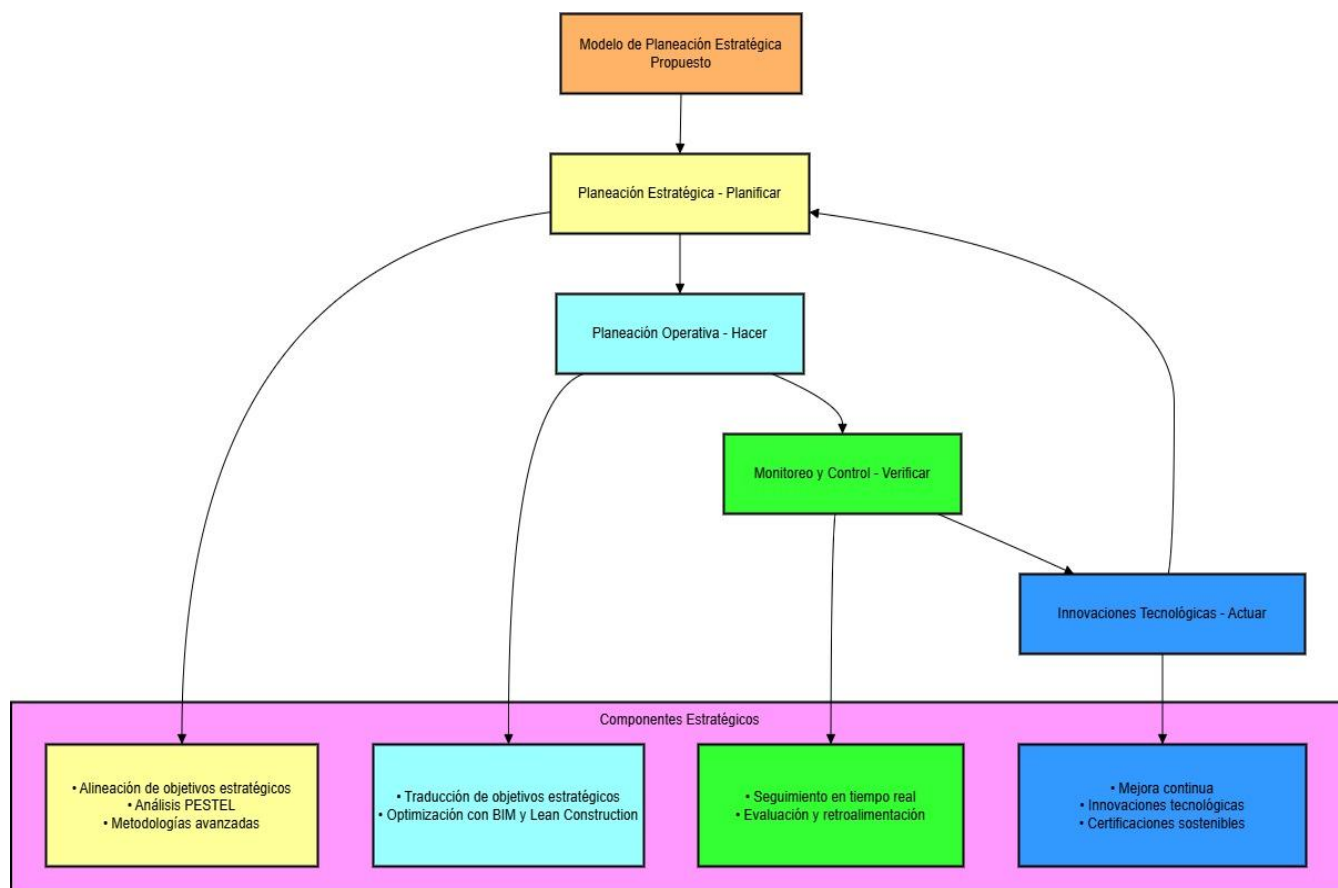 Modelo de Planeación Estratégica
Propuesto
Planeación Estratégica - Planificar
Planeación Operativa - Hacer
Monitoreo y Control - Verificar
Innovaciones Tecnológicas - Actuar
Componentes Estratégicos
• Alineación de objetivos estratégicos
• Análisis PESTEL
• Metodologías avanzadas
• Traducción de objetivos estratégicos
• Optimización con BIM y Lean Construction
• Seguimiento en tiempo real
• Evaluación y retroalimentación
• Mejora continua
• Innovaciones tecnológicas
• Certificaciones sostenibles